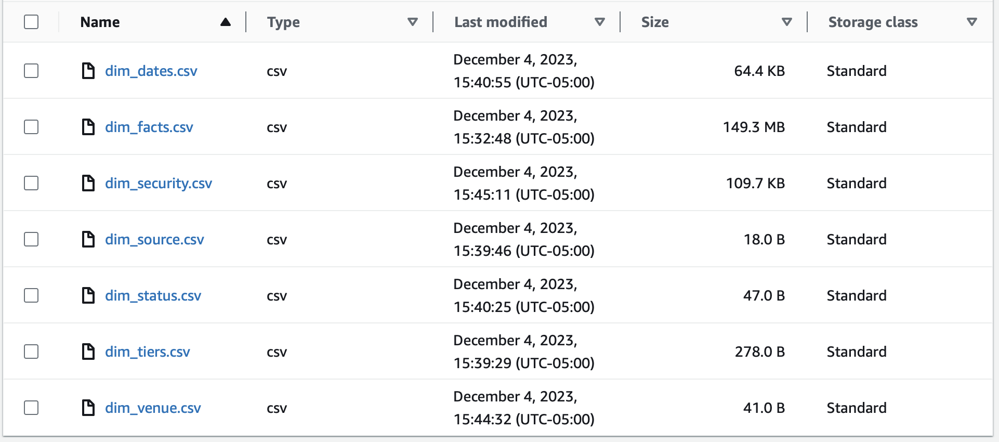 Name Type Last modified Size Storage class
dim_dates.csv csv December 4, 2023, 64.4 KB Standard
15:40:55 (UTC-05:00)
dim_facts.csv csv December 4, 2023, 149.3 MB Standard
15:32:48 (UTC-05:00)
dim_security.csv csv December 4, 2023, 109.7 KB Standard
15:45:11 (UTC-05:00)
dim_source.csv csv December 4, 2023, 18.0 B Standard
15:39:46 (UTC-05:00)
dim_status.csv csv December 4, 2023, 47.0 B Standard
15:40:25 (UTC-05:00)
dim_tiers.csv csv December 4, 2023, 278.0 B Standard
15:39:29 (UTC-05:00)
dim_venue.csv csv December 4, 2023, 41.0 B Standard
15:44:32 (UTC-05:00)